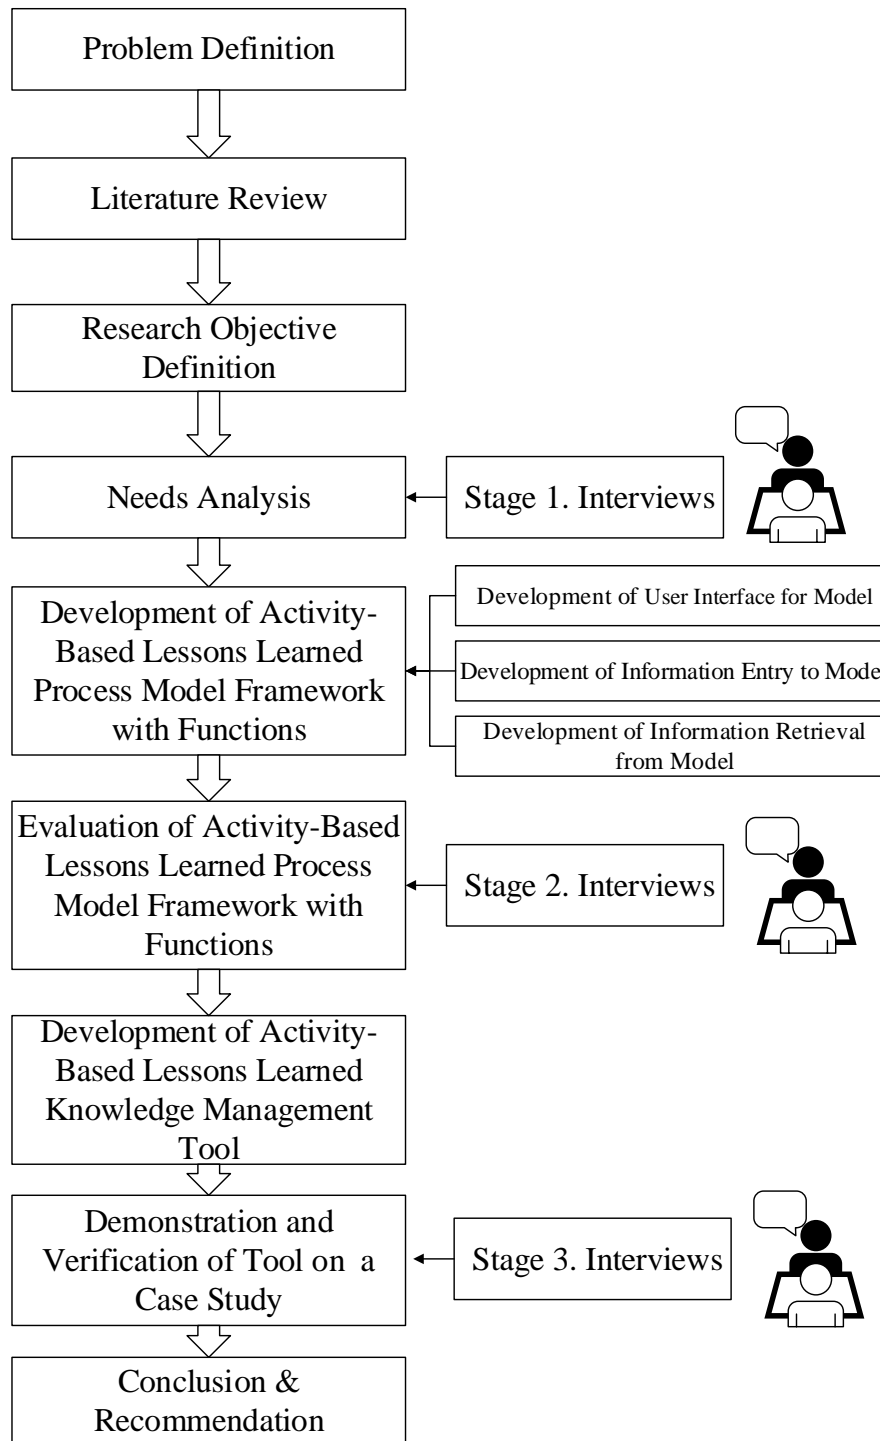 Problem Definition
Literature Review
Research Objective
Definition
Needs Analysis
Stage 1. Interviews
Development of Activity-
Based Lessons Learned
Process Model Framework
with Functions
Development of User Interface for Model
Development of Information Entry to Mode
Development of Information Retrieval
from Model
Evaluation of Activity-Based
Lessons Learned Process
Model Framework with
Functions
Stage 2. Interviews
Development of Activity-
Based Lessons Learned
Knowledge Management
Tool
Demonstration and
Verification of Tool on a
Case Study
Stage 3. Interviews
Conclusion &
Recommendation